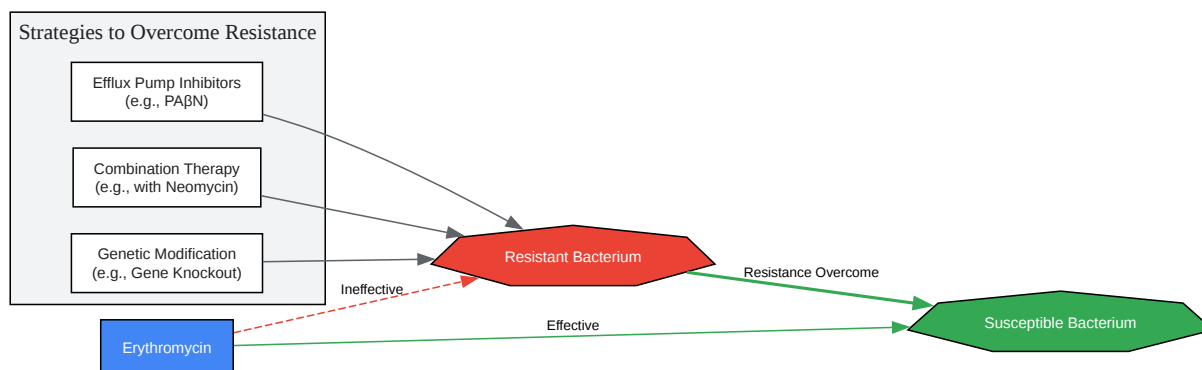 Strategies to Overcome Resistance
Efflux Pump Inhibitors
(e.g., PAβN)
Combination Therapy
(e.g., with Neomycin)
Genetic Modification
(e.g., Gene Knockout)
Resistant Bacterium
Resistance Overcome
Ineffective
Effective
Susceptible Bacterium
Erythromycin